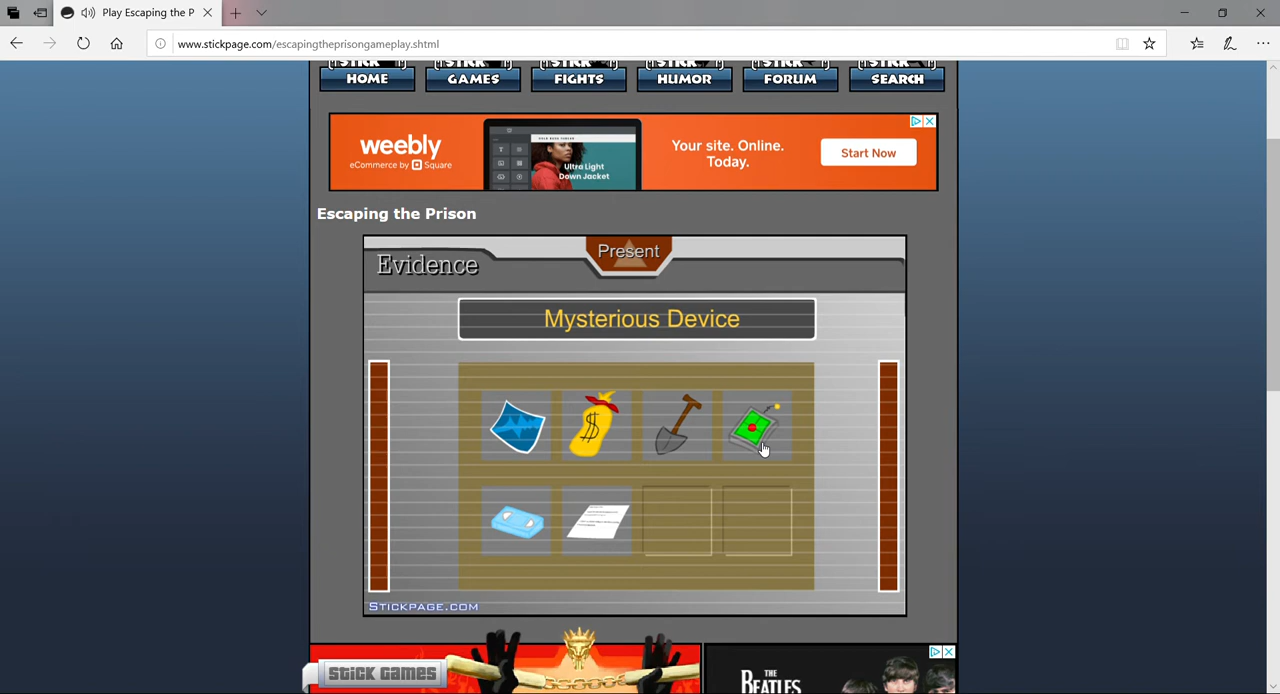 Play Escaping the P
www.stickpage.com/escapingtheprisongameplay.shtml
HOME GAMES FIGHTS HUMOR FORUM SEARCH
weebly
eCommerce by Square
Ultra Light
Down Jacket
Your site. Online.
Today.
Start Now
Escaping the Prison
Evidence
Present
Mysterious Device
$
STICKPAGE.COM
STICK GAMES
THE
BEATLES